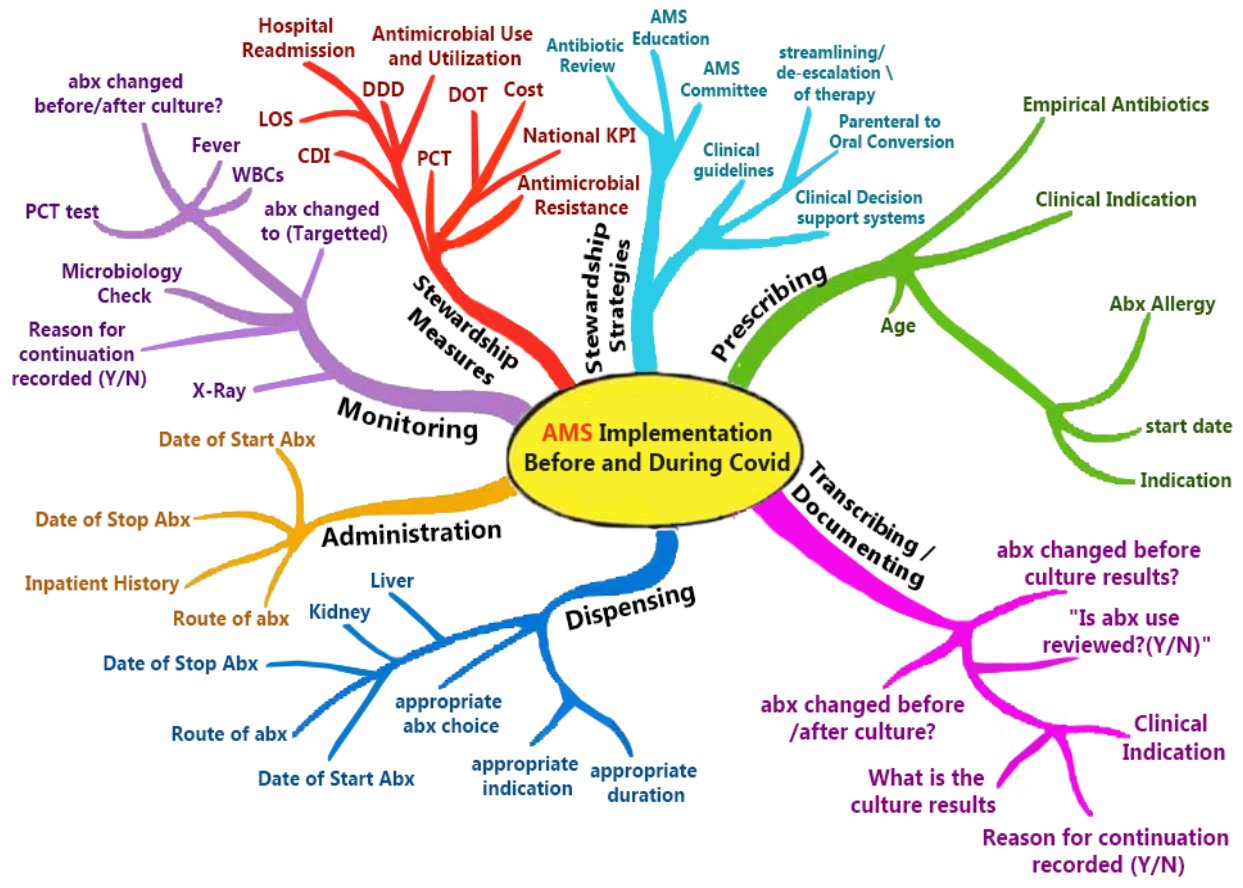 AMS Implementation
Before and During Covid
Stewardship
Measures
Hospital
Readmission
Antimicrobial Use
and Utilization
LOS
DDD
DOT
Cost
CDI
PCT
National KPI
Antimicrobial
Resistance
Stewardship
Strategies
AMS
Education
Antibiotic
Review
AMS
Committee
streamlining/
de-escalation \
of therapy
Parenteral to
Oral Conversion
Clinical
guidelines
Clinical Decision
support systems
Prescribing
Empirical Antibiotics
Clinical Indication
Age
Abx Allergy
start date
Indication
Transcribing /
Documenting
abx changed before
culture results?
"Is abx use
reviewed?(Y/N)"
abx changed before
/after culture?
Clinical
Indication
What is the
culture results
Reason for continuation
recorded (Y/N)
Dispensing
Liver
Kidney
Date of Stop Abx
Route of abx
Date of Start Abx
appropriate
abx choice
appropriate
indication
appropriate
duration
Administration
Date of Start Abx
Date of Stop Abx
Inpatient History
Route of abx
Monitoring
abx changed
before/after culture?
Fever
WBCs
PCT test
abx changed
to (Targetted)
Microbiology
Check
Reason for
continuation
recorded (Y/N)
X-Ray